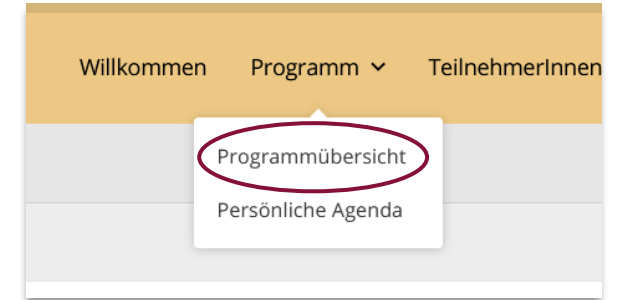 Willkommen Programm TeilnehmerInnen
Programmübersicht
Persönliche Agenda